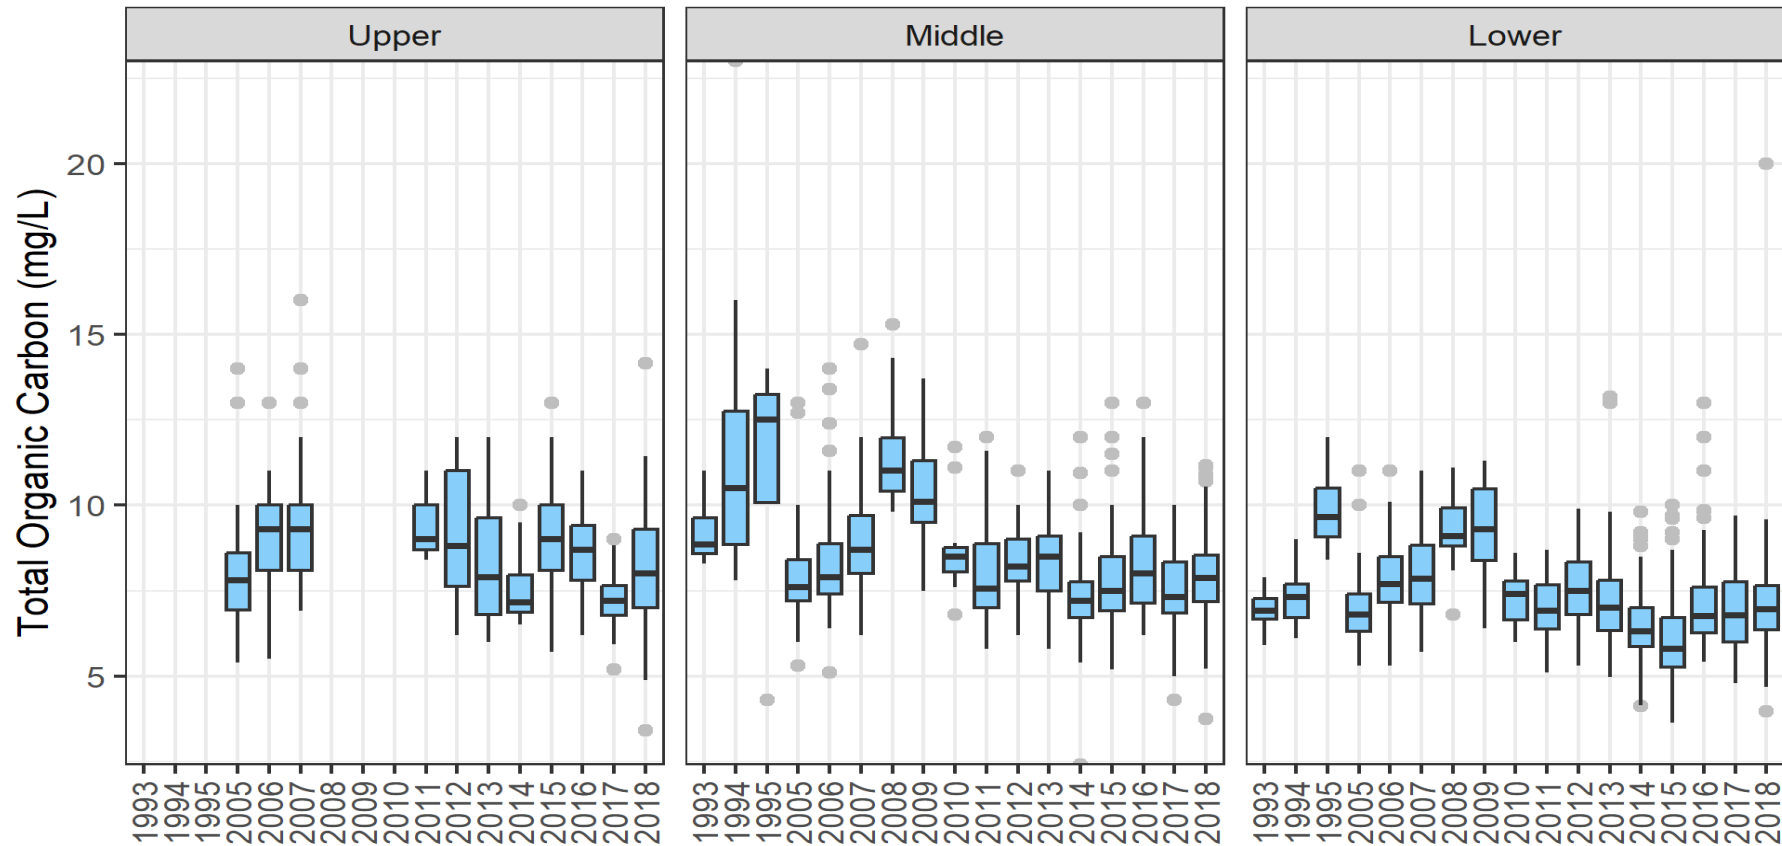 Upper
Middle
Lower
Total Organic Carbon (mg/L)
20
15
10
5
1993 1994 1995 2005 2006 2007 2008 2009 2010 2011 2012 2013 2014 2015 2016 2017 2018
1993 1994 1995 2005 2006 2007 2008 2009 2010 2011 2012 2013 2014 2015 2016 2017 2018
1993 1994 1995 2005 2006 2007 2008 2009 2010 2011 2012 2013 2014 2015 2016 2017 2018